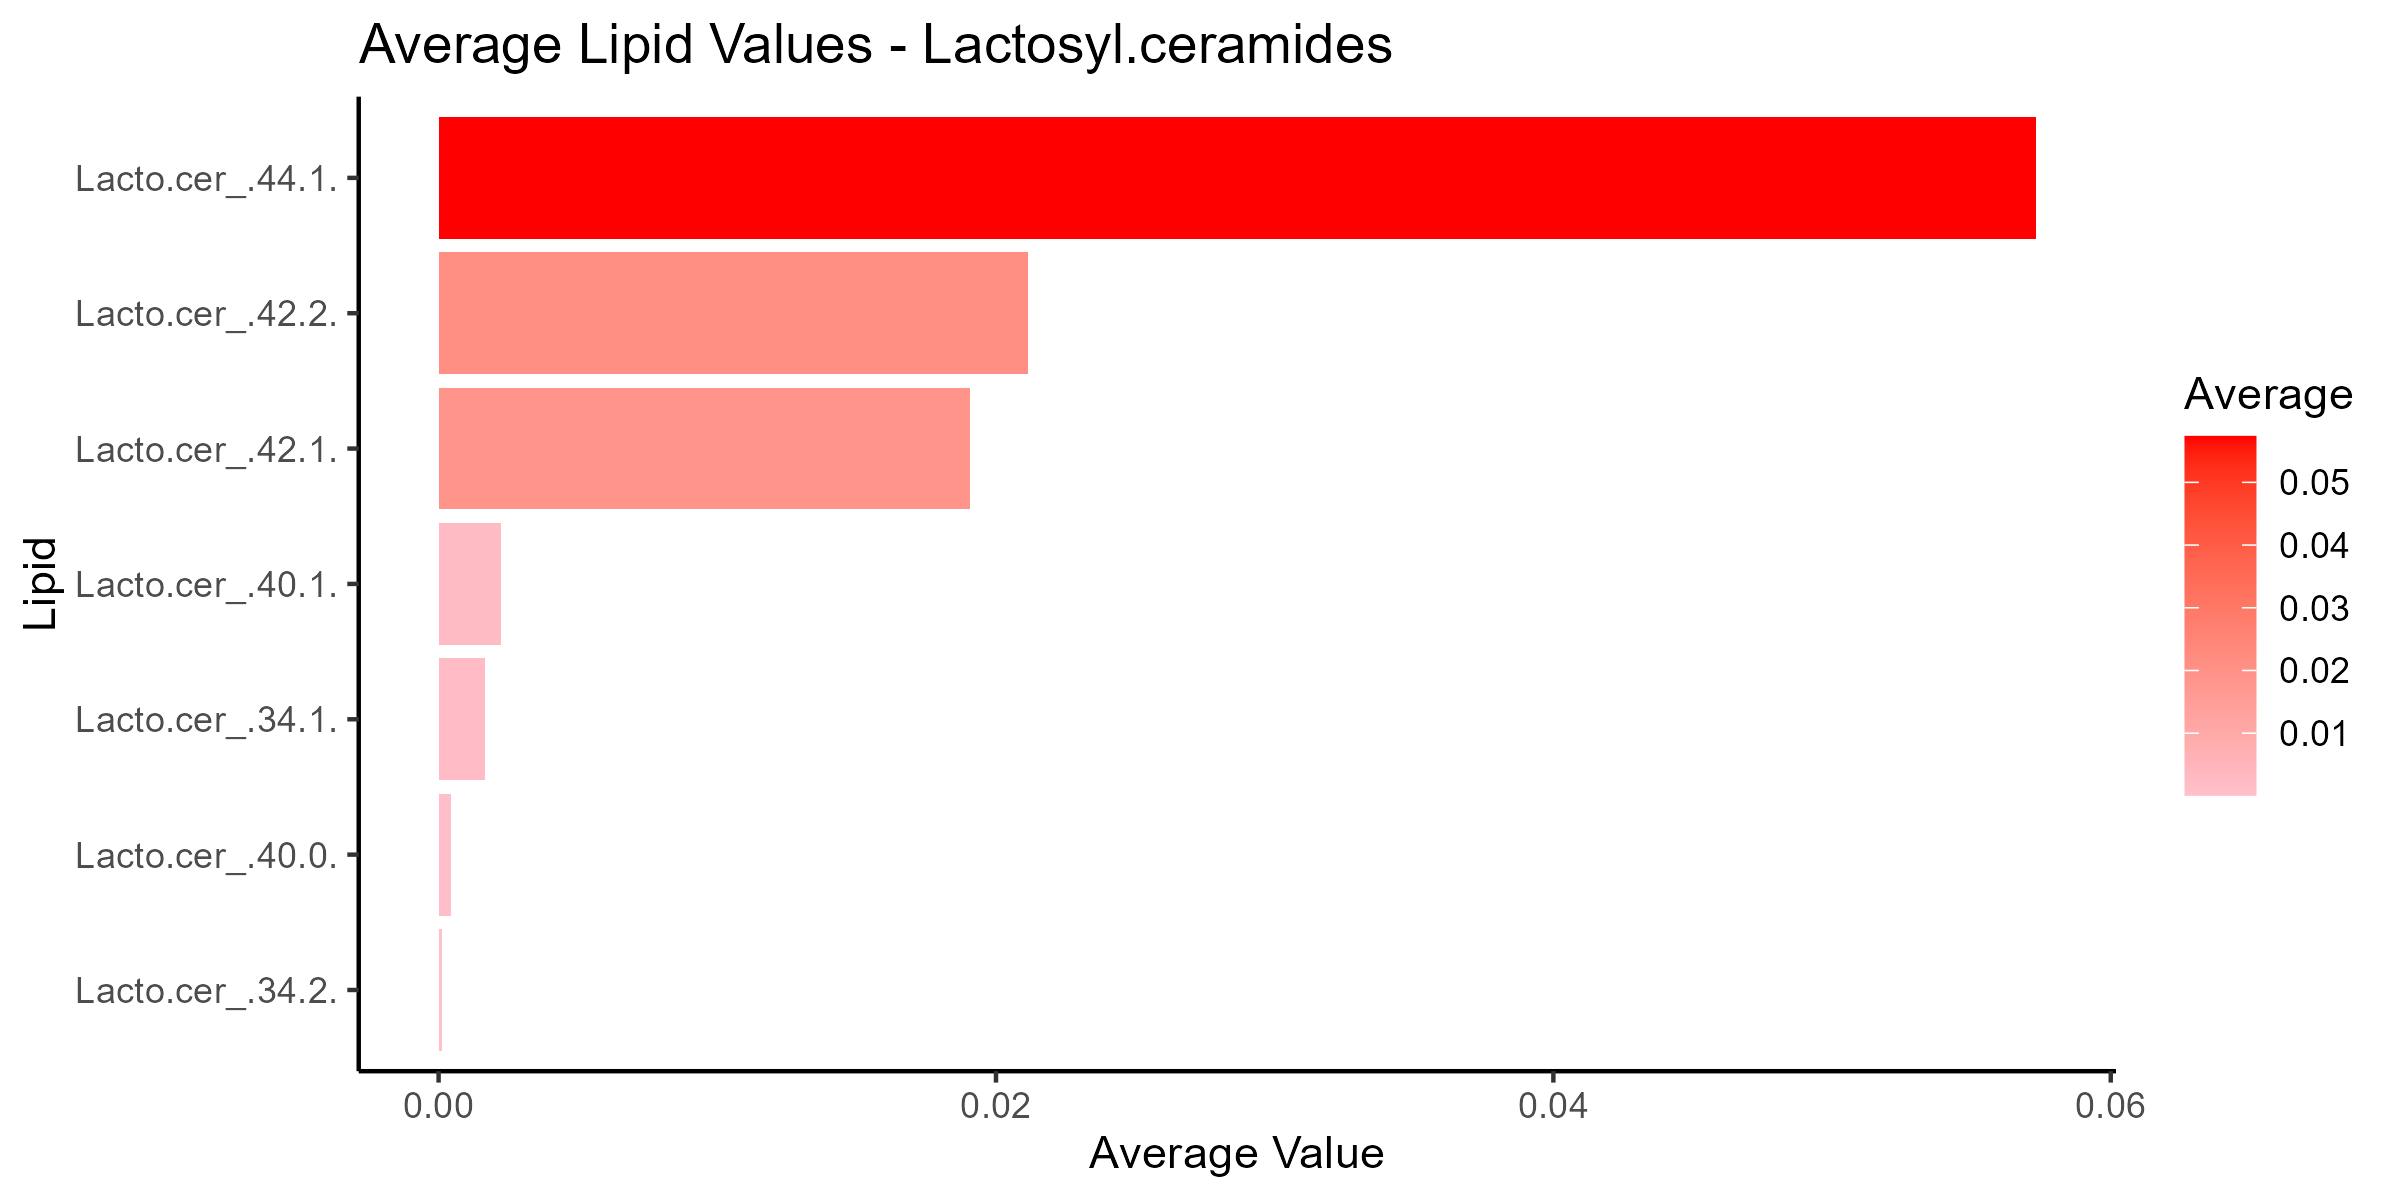 Average Lipid Values - Lactosyl.ceramides
Lipid
Lacto.cer_.44.1.
Lacto.cer_.42.2.
Lacto.cer_.42.1.
Lacto.cer_.40.1.
Lacto.cer_.34.1.
Lacto.cer_.40.0.
Lacto.cer_.34.2.
0.00 0.02 0.04 0.06
Average Value
Average
0.05
0.04
0.03
0.02
0.01